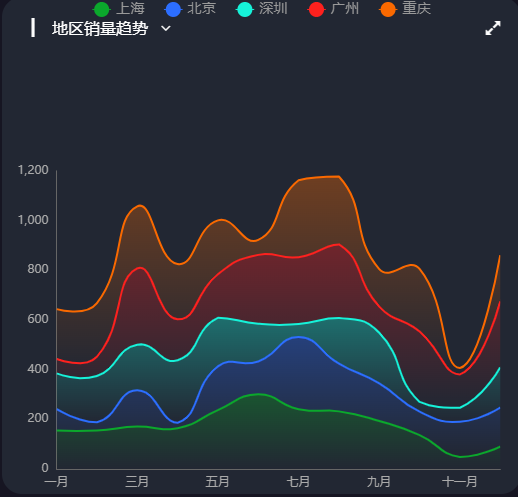 上海 北京 深圳 广州 重庆
地区销量趋势
1,200
1,000
800
600
400
200
0
一月 三月 五月 七月 九月 十一月